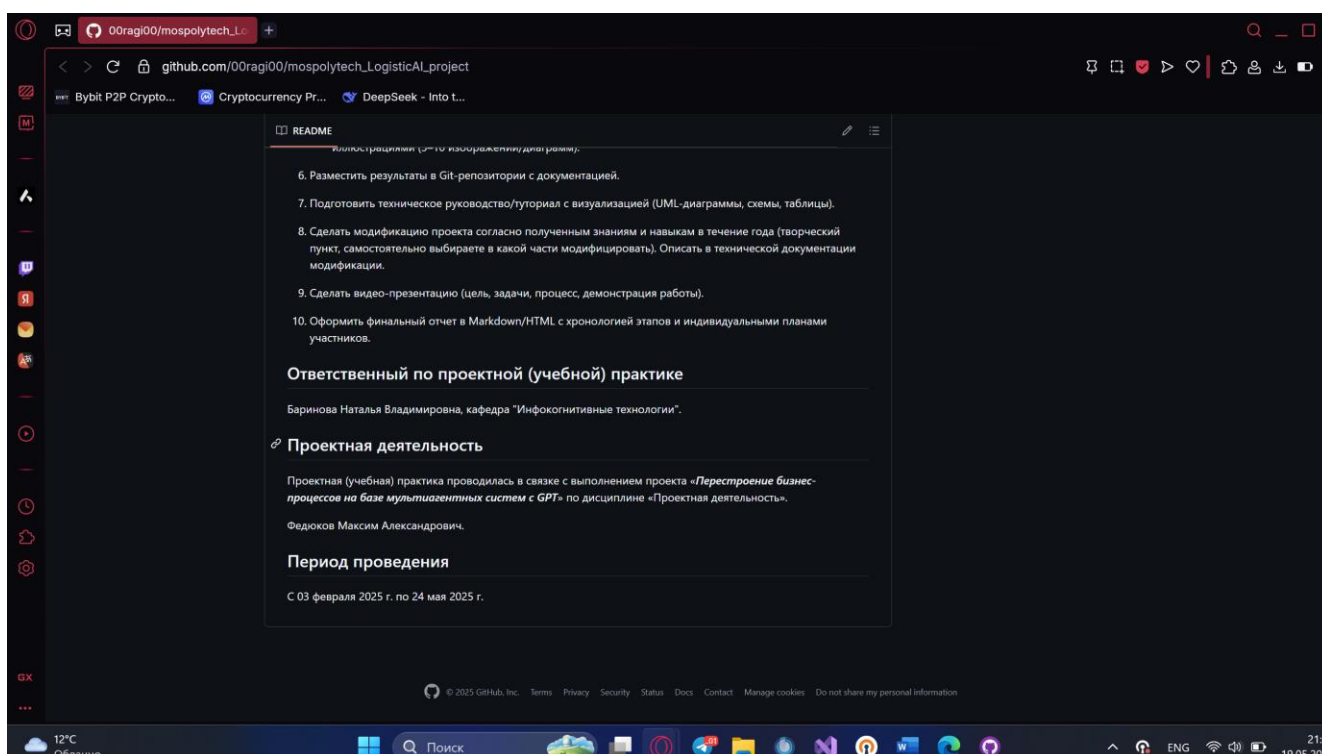 00ragi00/mospolytech_Lo
github.com/00ragi00/mospolytech_LogisticAI_project
Bybit P2P Crypto... Cryptocurrency Pr... DeepSeek - Into t...
README
иллюстрациями (5–10 изображений/диаграмм).
6. Разместить результаты в Git-репозитории с документацией.
7. Подготовить техническое руководство/туториал с визуализацией (UML-диаграммы, схемы, таблицы).
8. Сделать модификацию проекта согласно полученным знаниям и навыкам в течение года (творческий
пункт, самостоятельно выбираете в какой части модифицировать). Описать в технической документации
модификации.
9. Сделать видео-презентацию (цель, задачи, процесс, демонстрация работы).
10. Оформить финальный отчет в Markdown/HTML с хронологией этапов и индивидуальными планами
участников.
Ответственный по проектной (учебной) практике
Баринова Наталья Владимировна, кафедра "Инфокогнитивные технологии".
Проектная деятельность
Проектная (учебная) практика проводилась в связке с выполнением проекта «Перестроение бизнес-
процессов на базе мультиагентных систем с GPT» по дисциплине «Проектная деятельность».
Федюков Максим Александрович.
Период проведения
С 03 февраля 2025 г. по 24 мая 2025 г.
GX
© 2025 GitHub, Inc. Terms Privacy Security Status Docs Contact Manage cookies Do not share my personal information
12°C
Поиск
ENG
21: